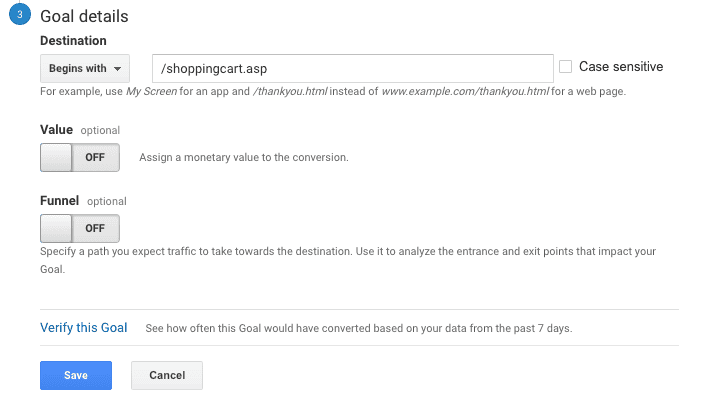 3 Goal details
Destination
Begins with /shoppingcart.asp Case sensitive
For example, use My Screen for an app and /thankyou.html instead of www.example.com/thankyou.html for a web page.
Value optional
OFF Assign a monetary value to the conversion.
Funnel optional
OFF
Specify a path you expect traffic to take towards the destination. Use it to analyze the entrance and exit points that impact your
Goal.
Verify this Goal See how often this Goal would have converted based on your data from the past 7 days.
Save Cancel